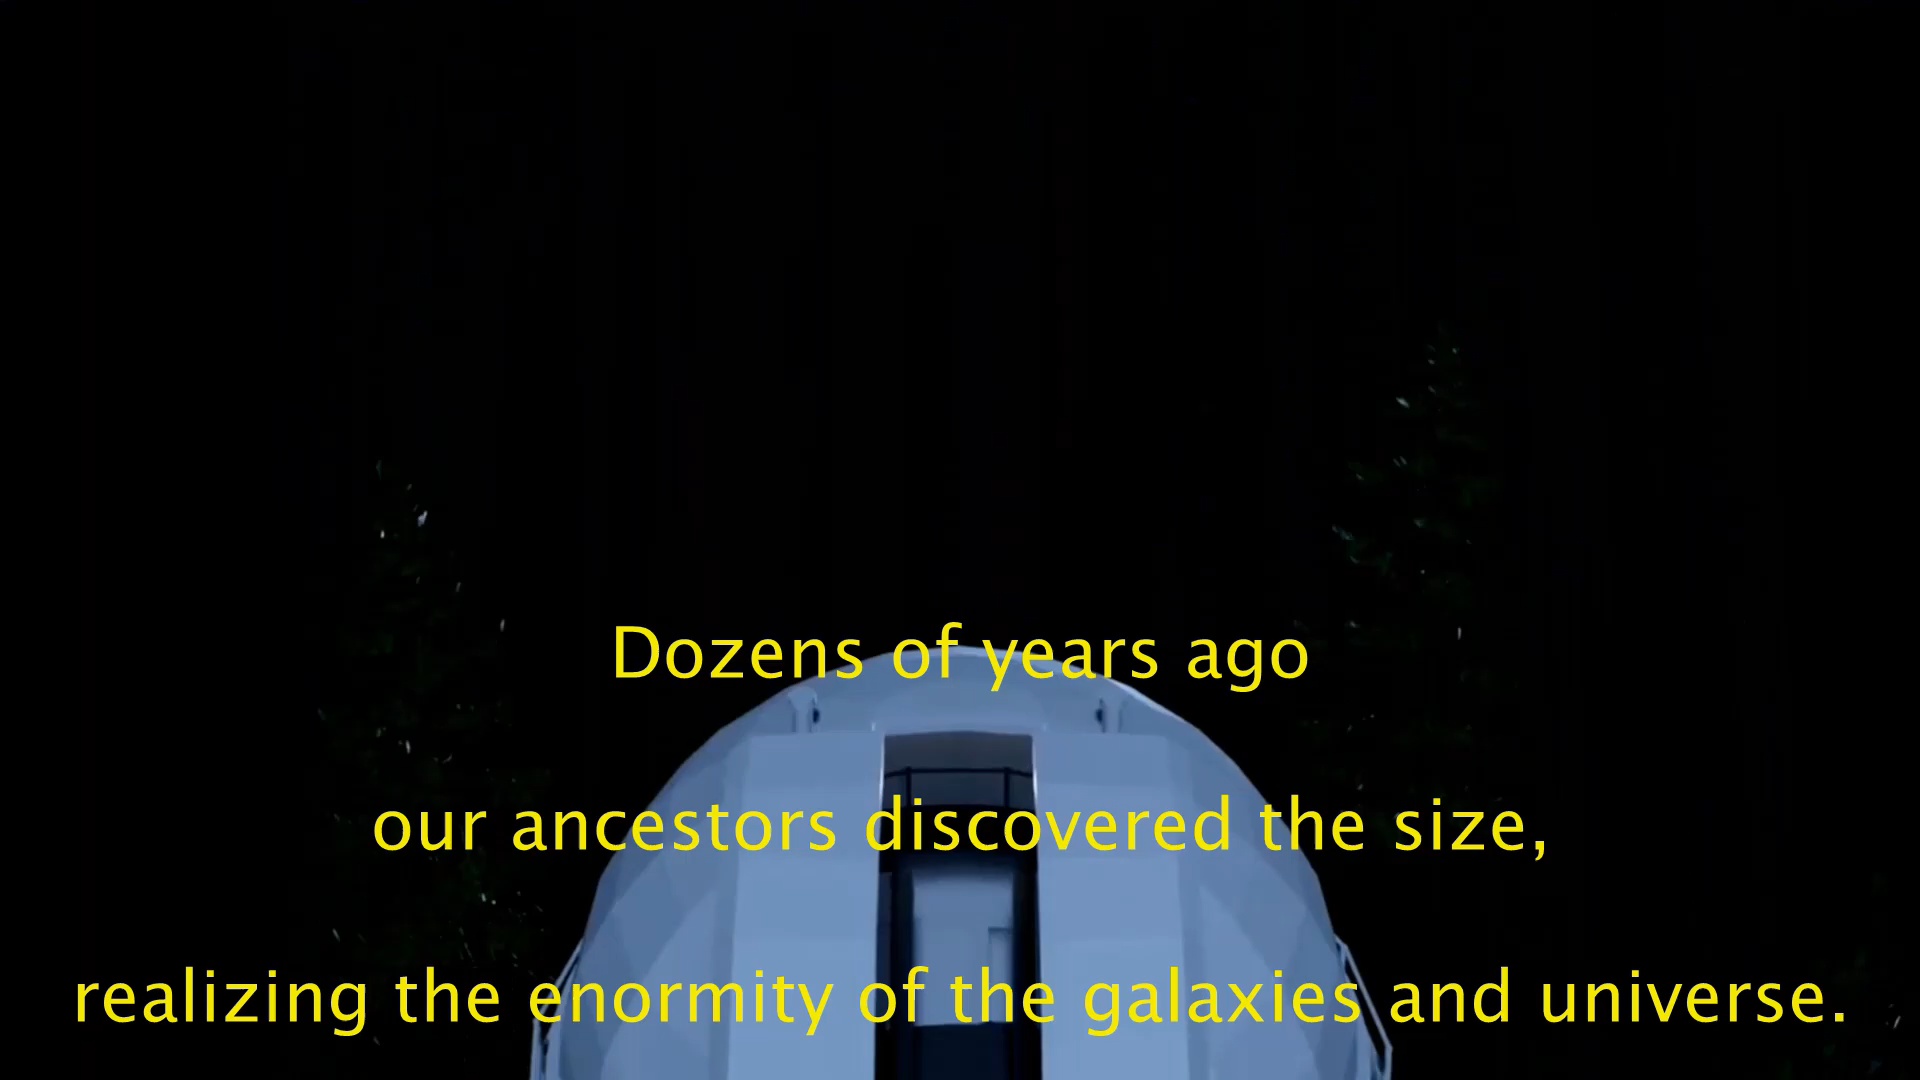 Dozens of years ago
our ancestors discovered the size,
realizing the enormity of the galaxies and universe.